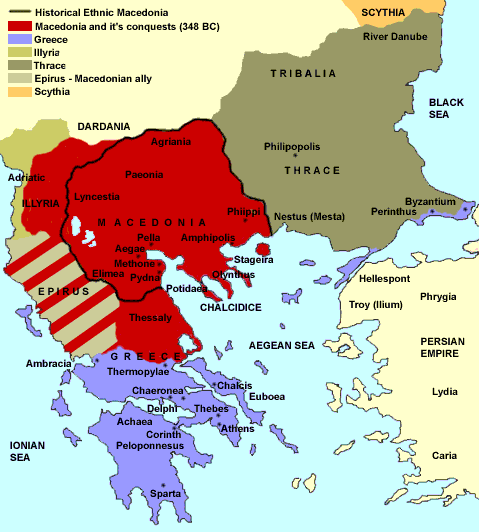 Historical Ethnic Macedonia
Macedonia and it's conquests (348 BC)
Greece
Illyria
Thrace
Epirus - Macedonian ally
Scythia
SCYTHIA
River Danube
TRIBALIA
BLACK
SEA
DARDANIA
Agriania
Philipopolis
THRACE
Adriatic
Paeonia
Lyncestia
ILLYRIA
Byzantium
Perinthus
Philppi
Nestus (Mesta)
MACEDONIA
Pella
Amphipolis
Aegae
Methone
Stageira
Elimea
Pydna
Olynthus
Hellespont
EPIRUS
Potidaea
CHALCIDICE
Troy (Ilium)
Phrygia
Thessaly
AEGEAN SEA
PERSIAN
EMPIRE
Ambracia
GREECE
Thermopylae
Chaeronea
Chalcis
Euboea
Lydia
Delphi
Thebes
Achaea
Athens
Corinth
Peloponnesus
IONIAN
SEA
Caria
Sparta